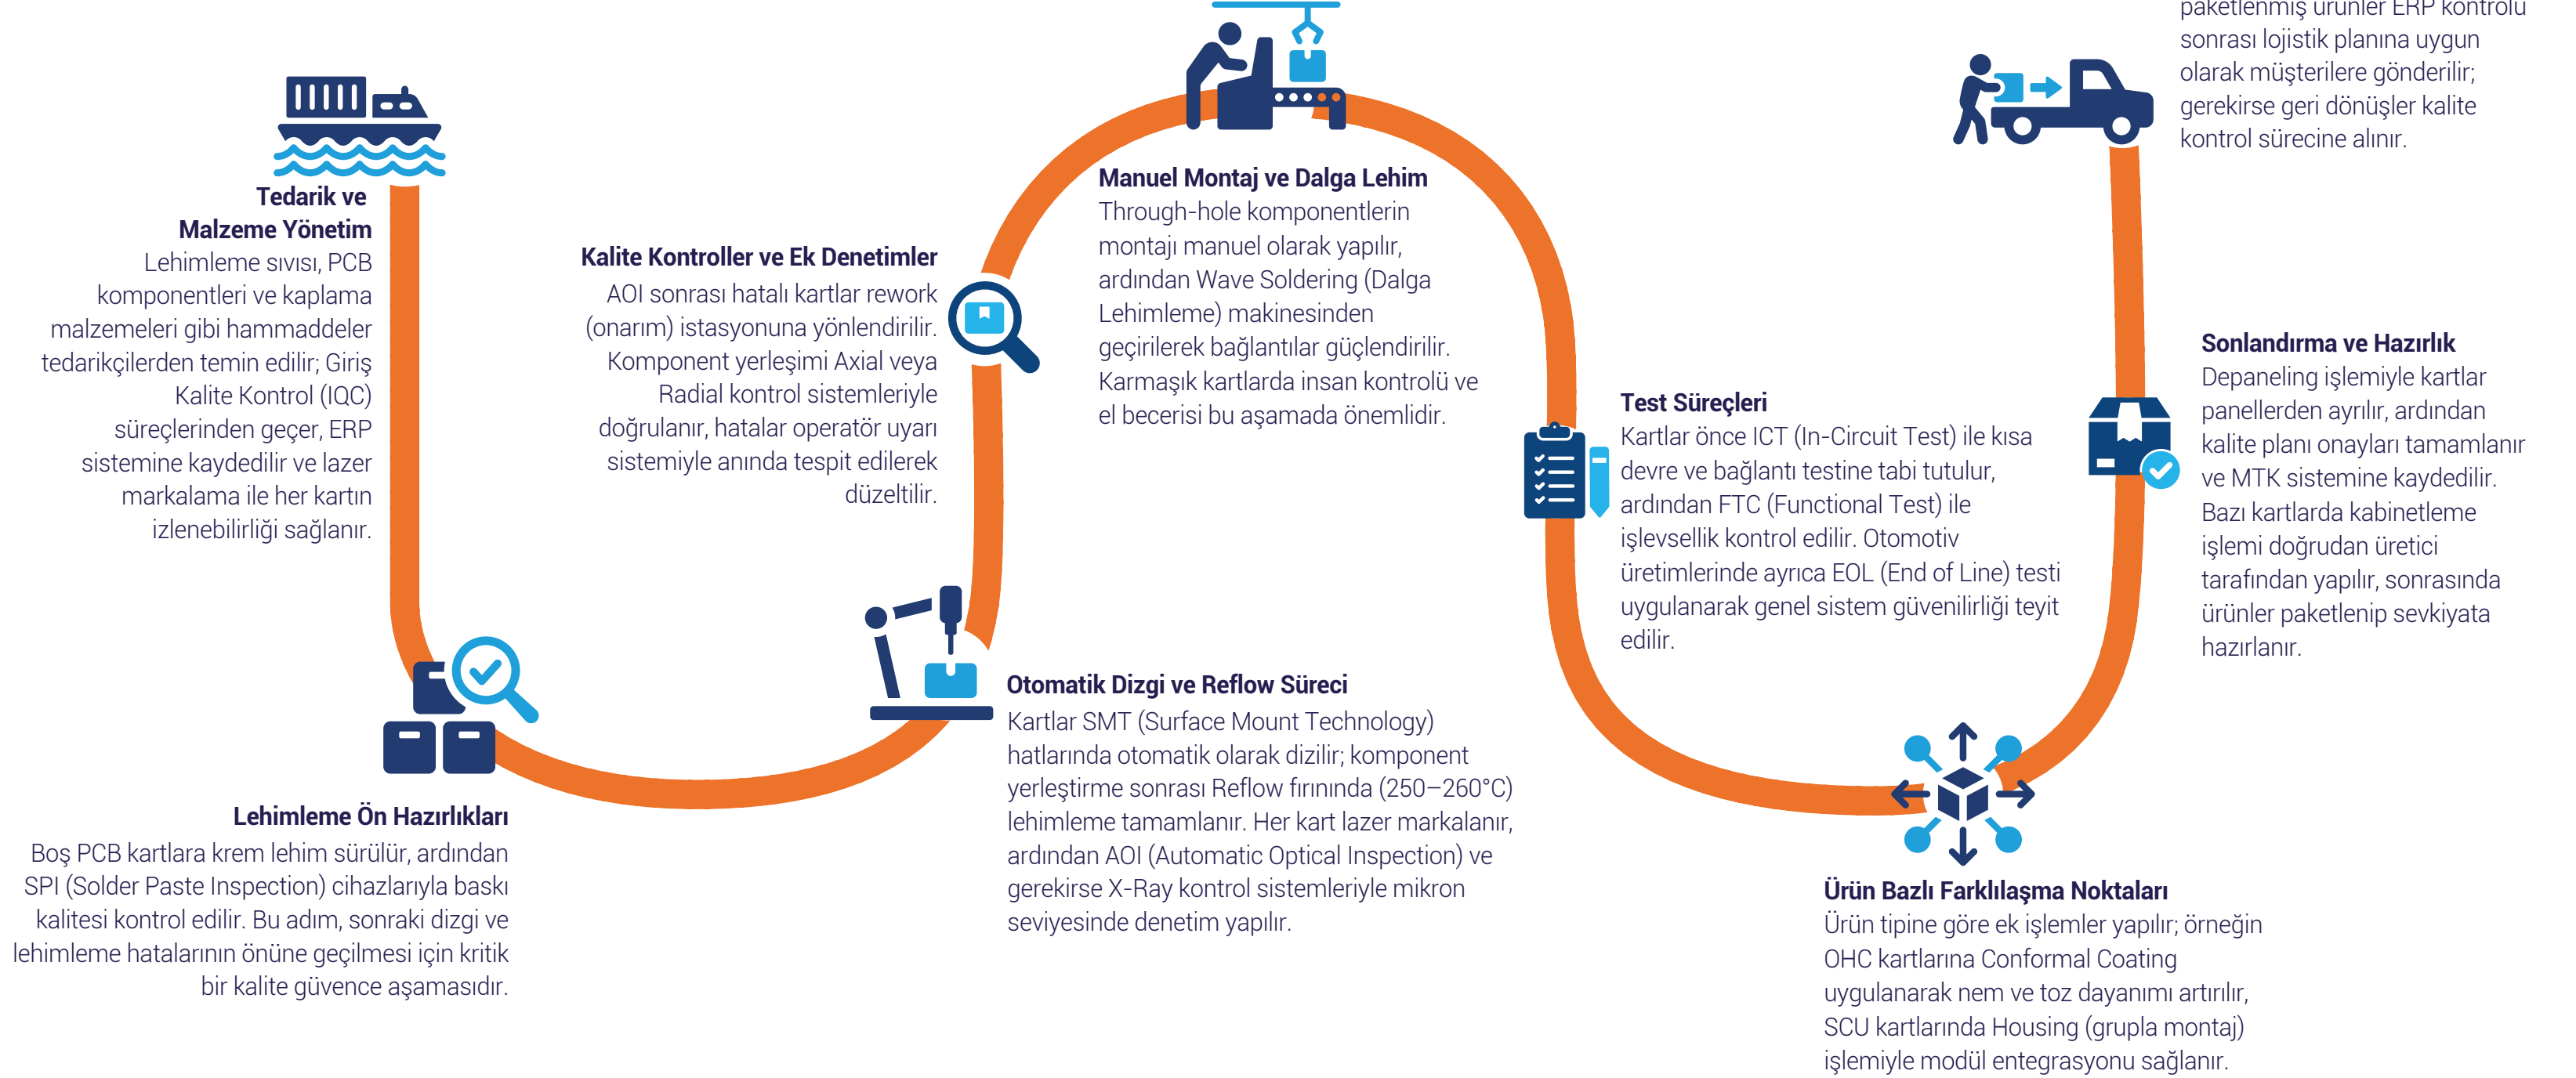 Tedarik ve
Malzeme Yönetim
Lehimleme sıvısı, PCB
komponentleri ve kaplama
malzemeleri gibi hammaddeler
tedarikçilerden temin edilir; Giriş
Kalite Kontrol (IQC)
süreçlerinden geçer, ERP
sistemine kaydedilir ve lazer
markalama ile her kartın
izlenebilirliği sağlanır.
Lehimleme Ön Hazırlıkları
Boş PCB kartlara krem lehim sürülür, ardından
SPI (Solder Paste Inspection) cihazlarıyla baskı
kalitesi kontrol edilir. Bu adım, sonraki dizgi ve
lehimleme hatalarının önüne geçilmesi için kritik
bir kalite güvence aşamasıdır.
Otomatik Dizgi ve Reflow Süreci
Kartlar SMT (Surface Mount Technology)
hatlarında otomatik olarak dizilir; komponent
yerleştirme sonrası Reflow fırınında (250–260°C)
lehimleme tamamlanır. Her kart lazer markalanır,
ardından AOI (Automatic Optical Inspection) ve
gerekirse X-Ray kontrol sistemleriyle mikron
seviyesinde denetim yapılır.
Kalite Kontroller ve Ek Denetimler
AOI sonrası hatalı kartlar rework
(onarım) istasyonuna yönlendirilir.
Komponent yerleşimi Axial veya
Radial kontrol sistemleriyle
doğrulanır, hatalar operatör uyarı
sistemiyle anında tespit edilerek
düzeltilir.
Manuel Montaj ve Dalga Lehim
Through-hole komponentlerin
montajı manuel olarak yapılır,
ardından Wave Soldering (Dalga
Lehimleme) makinesinden
geçirilerek bağlantılar güçlendirilir.
Karmaşık kartlarda insan kontrolü ve
el becerisi bu aşamada önemlidir.
Test Süreçleri
Kartlar önce ICT (In-Circuit Test) ile kısa
devre ve bağlantı testine tabi tutulur,
ardından FTC (Functional Test) ile
işlevsellik kontrol edilir. Otomotiv
üretimlerinde ayrıca EOL (End of Line) testi
uygulanarak genel sistem güvenilirliği teyit
edilir.
Ürün Bazlı Farklılaşma Noktaları
Ürün tipine göre ek işlemler yapılır; örneğin
OHC kartlarına Conformal Coating
uygulanarak nem ve toz dayanımı artırılır,
SCU kartlarında Housing (grupla montaj)
işlemiyle modül entegrasyonu sağlanır.
Sonlandırma ve Hazırlık
Depaneling işlemiyle kartlar
panellerden ayrılır, ardından
kalite planı onayları tamamlanır
ve MTK sistemine kaydedilir.
Bazı kartlarda kabinetleme
işlemi doğrudan üretici
tarafından yapılır, sonrasında
ürünler paketlenip sevkiyata
hazırlanır.
paketlenmiş ürünler ERP kontrolü
sonrası lojistik planına uygun
olarak müşterilere gönderilir;
gerekirse geri dönüşler kalite
kontrol sürecine alınır.